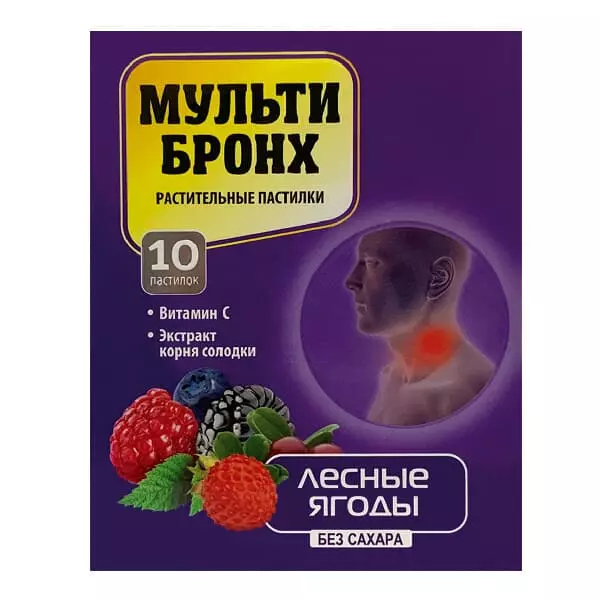 МУЛЬТИ
БРОНХ
РАСТИТЕЛЬНЫЕ ПАСТИЛКИ
10
пастилок
• Витамин С
• Экстракт
корня солодки
ЛЕСНЫЕ
ЯГОДЫ
БЕЗ САХАРА